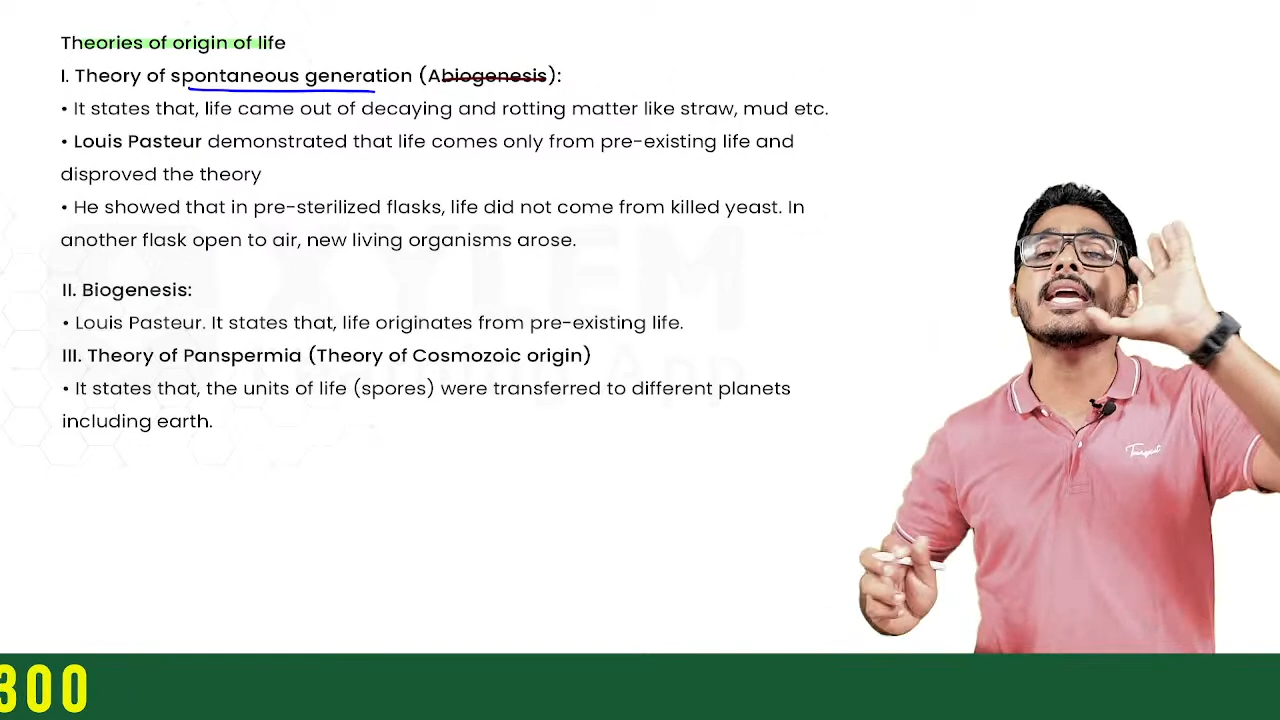 Theories of origin of life
I. Theory of spontaneous generation (Abiogenesis):
• It states that, life came out of decaying and rotting matter like straw, mud etc.
• Louis Pasteur demonstrated that life comes only from pre-existing life and
disproved the theory
• He showed that in pre-sterilized flasks, life did not come from killed yeast. In
another flask open to air, new living organisms arose.
II. Biogenesis:
• Louis Pasteur. It states that, life originates from pre-existing life.
III. Theory of Panspermia (Theory of Cosmozoic origin)
• It states that, the units of life (spores) were transferred to different planets
including earth.
XYLEM
Learning App
300